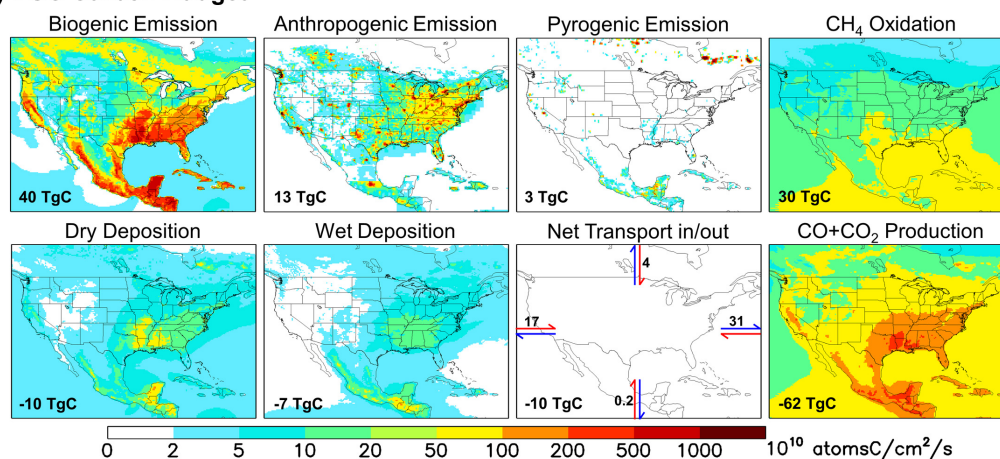 Biogenic Emission
Anthropogenic Emission
Pyrogenic Emission
CH₄ Oxidation
40 TgC
13 TgC
3 TgC
30 TgC
Dry Deposition
Wet Deposition
Net Transport in/out
CO+CO₂ Production
4
17
31
0.2
-10 TgC
-7 TgC
-10 TgC
-62 TgC
0 2 5 10 20 50 100 200 500 1000 10¹⁰ atomsC/cm²/s